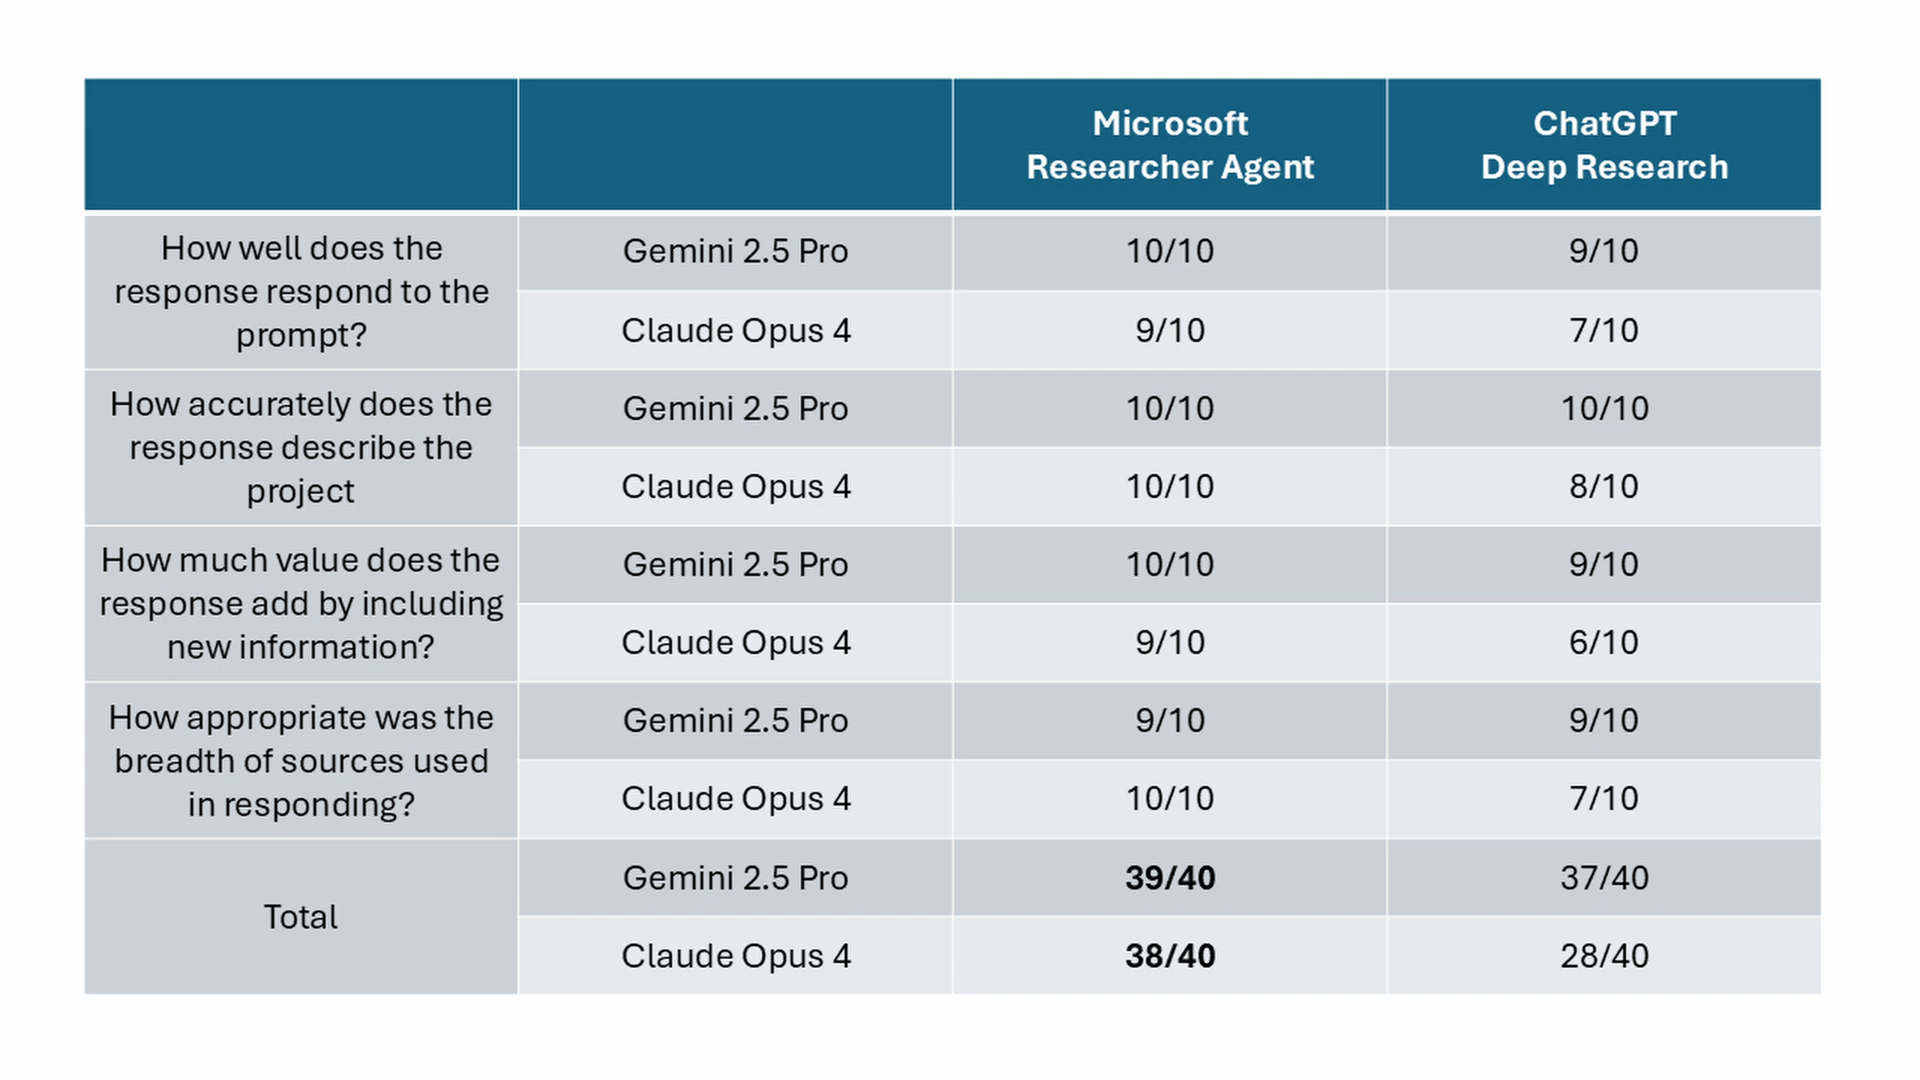 Microsoft
Researcher Agent
ChatGPT
Deep Research
How well does the
response respond to the
prompt?
Gemini 2.5 Pro
10/10
9/10
Claude Opus 4
9/10
7/10
How accurately does the
response describe the
project
Gemini 2.5 Pro
10/10
10/10
Claude Opus 4
10/10
8/10
How much value does the
response add by including
new information?
Gemini 2.5 Pro
10/10
9/10
Claude Opus 4
9/10
6/10
How appropriate was the
breadth of sources used
in responding?
Gemini 2.5 Pro
9/10
9/10
Claude Opus 4
10/10
7/10
Total
Gemini 2.5 Pro
39/40
37/40
Claude Opus 4
38/40
28/40